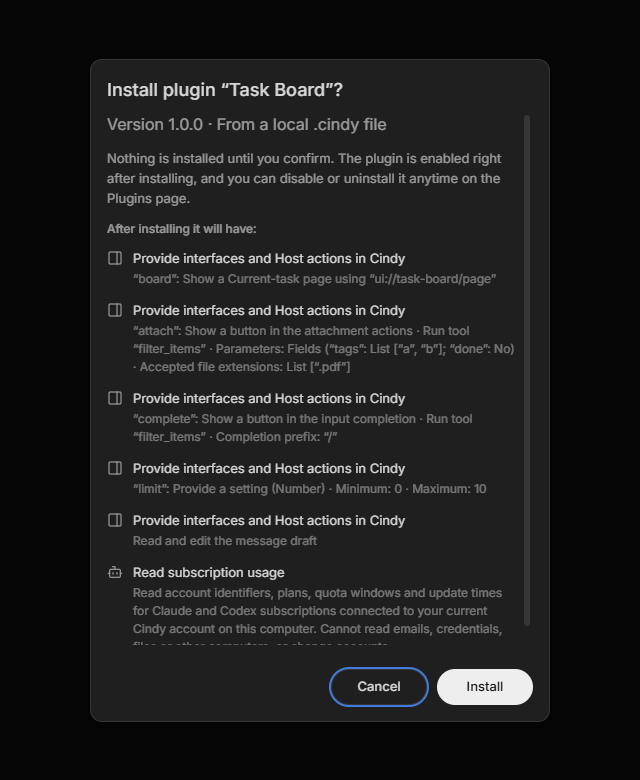 Install plugin “Task Board”?
Version 1.0.0 · From a local .cindy file
Nothing is installed until you confirm. The plugin is enabled right
after installing, and you can disable or uninstall it anytime on the
Plugins page.
After installing it will have:
Provide interfaces and Host actions in Cindy
“board”: Show a Current-task page using “ui://task-board/page”
Provide interfaces and Host actions in Cindy
“attach”: Show a button in the attachment actions · Run tool
“filter_items” · Parameters: Fields (“tags”: List [“a”, “b”]; “done”: No)
· Accepted file extensions: List [“.pdf”]
Provide interfaces and Host actions in Cindy
“complete”: Show a button in the input completion · Run tool
“filter_items” · Completion prefix: “/”
Provide interfaces and Host actions in Cindy
“limit”: Provide a setting (Number) · Minimum: 0 · Maximum: 10
Provide interfaces and Host actions in Cindy
Read and edit the message draft
Read subscription usage
Read account identifiers, plans, quota windows and update times
for Claude and Codex subscriptions connected to your current
Cindy account on this computer. Cannot read emails, credentials,
Cancel
Install